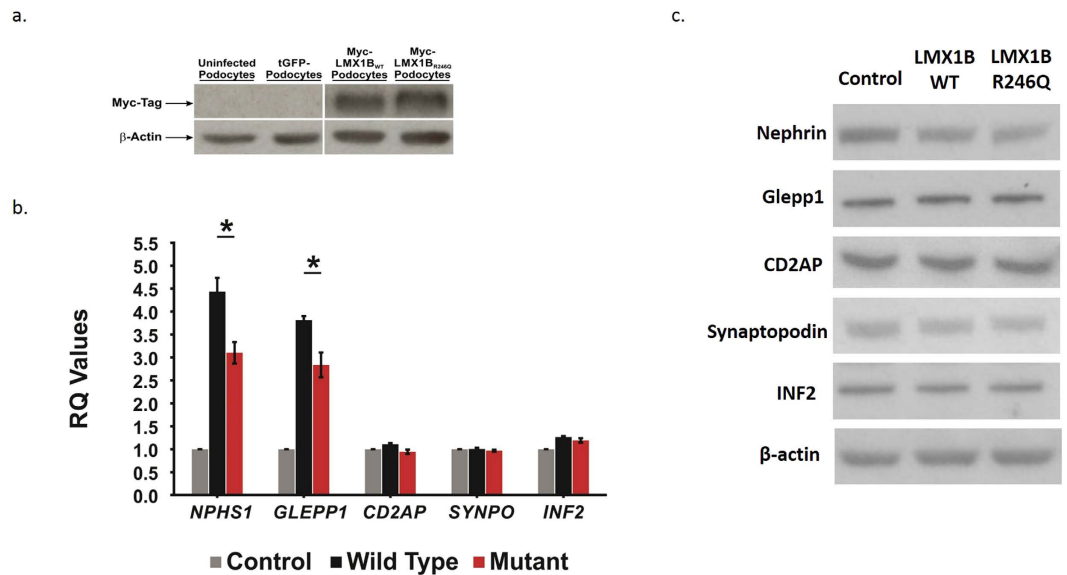 a.
Uninfected Podocytes
tGFP-Podocytes
Myc-LMX1BWT Podocytes
Myc-LMX1BR246Q Podocytes
Myc-Tag
β-Actin
b.
RQ Values
5.5
5.0
4.5
4.0
3.5
3.0
2.5
2.0
1.5
1.0
0.5
0.0
*
*
NPHS1 GLEPP1 CD2AP SYNPO INF2
Control Wild Type Mutant
c.
Control
LMX1B
WT
LMX1B
R246Q
Nephrin
Glepp1
CD2AP
Synaptopodin
INF2
β-actin